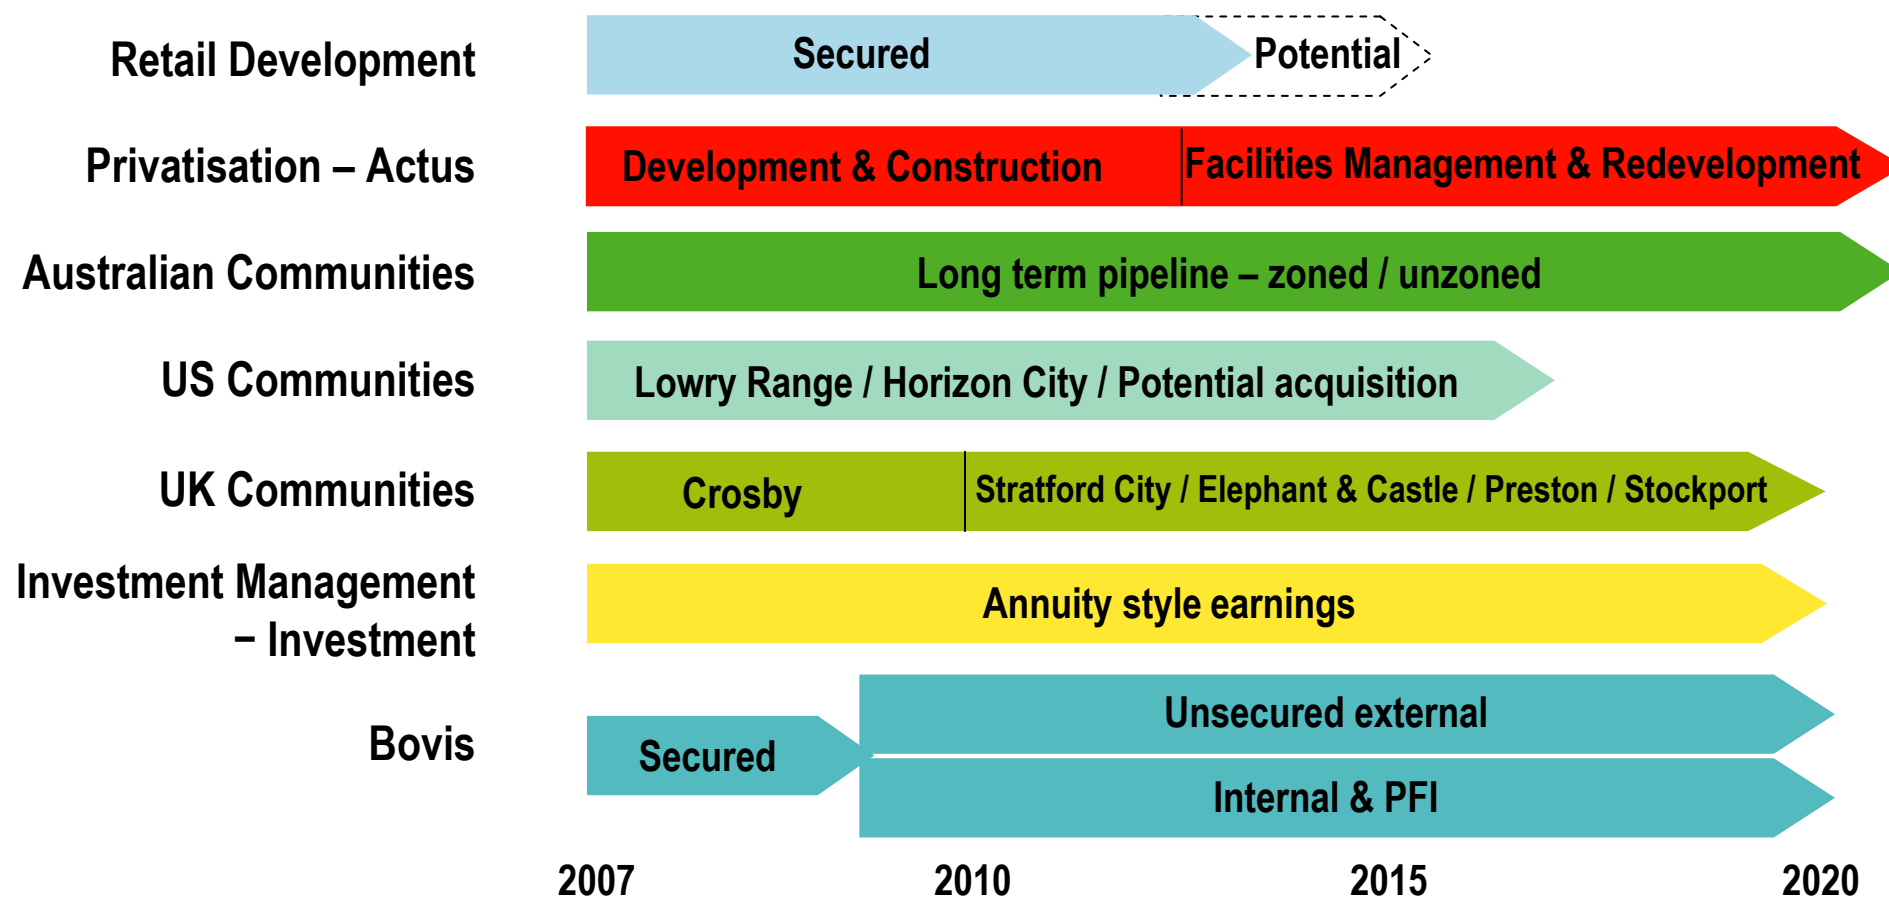 Retail Development
Secured
Potential
Privatisation – Actus
Development & Construction
Facilities Management & Redevelopment
Australian Communities
Long term pipeline – zoned / unzoned
US Communities
Lowry Range / Horizon City / Potential acquisition
UK Communities
Crosby
Stratford City / Elephant & Castle / Preston / Stockport
Investment Management
– Investment
Annuity style earnings
Bovis
Secured
Unsecured external
Internal & PFI
2007
2010
2015
2020